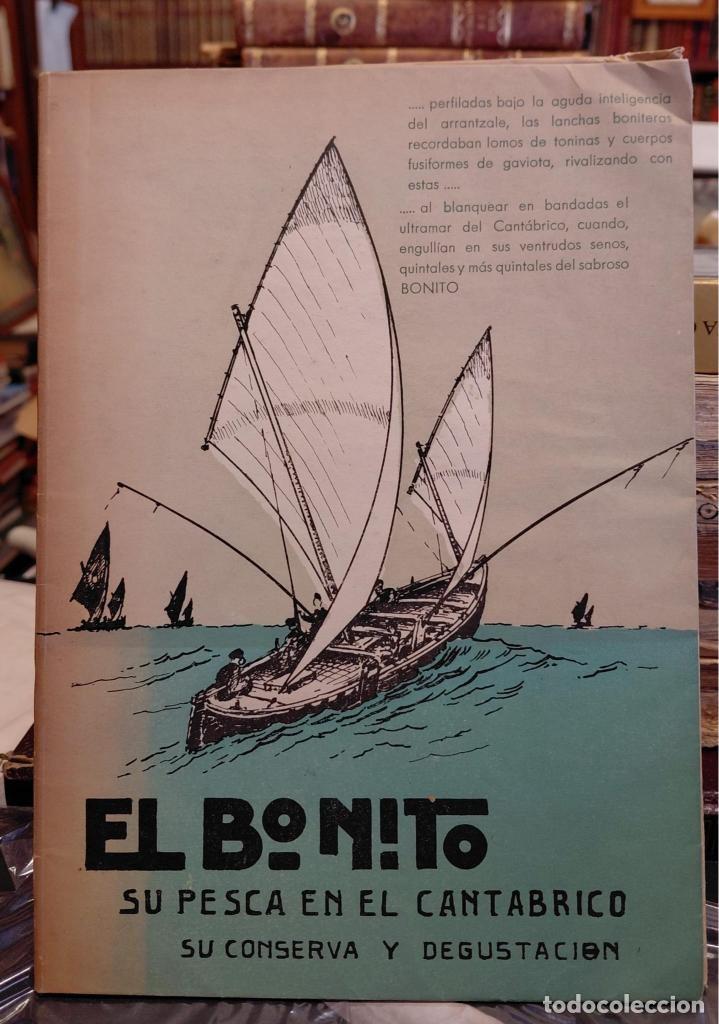 ..... perfiladas bajo la aguda inteligencia
del arrantzale, las lanchas boniteras
recordaban lomos de toninas y cuerpos
fusiformes de gaviota, rivalizando con
estas .....
..... al blanquear en bandadas el
ultramar del Cantábrico, cuando,
engullían en sus ventrudos senos,
quintales y más quintales del sabroso
BONITO
EL BONITO
SU PESCA EN EL CANTABRICO
SU CONSERVA Y DEGUSTACION
todocoleccion